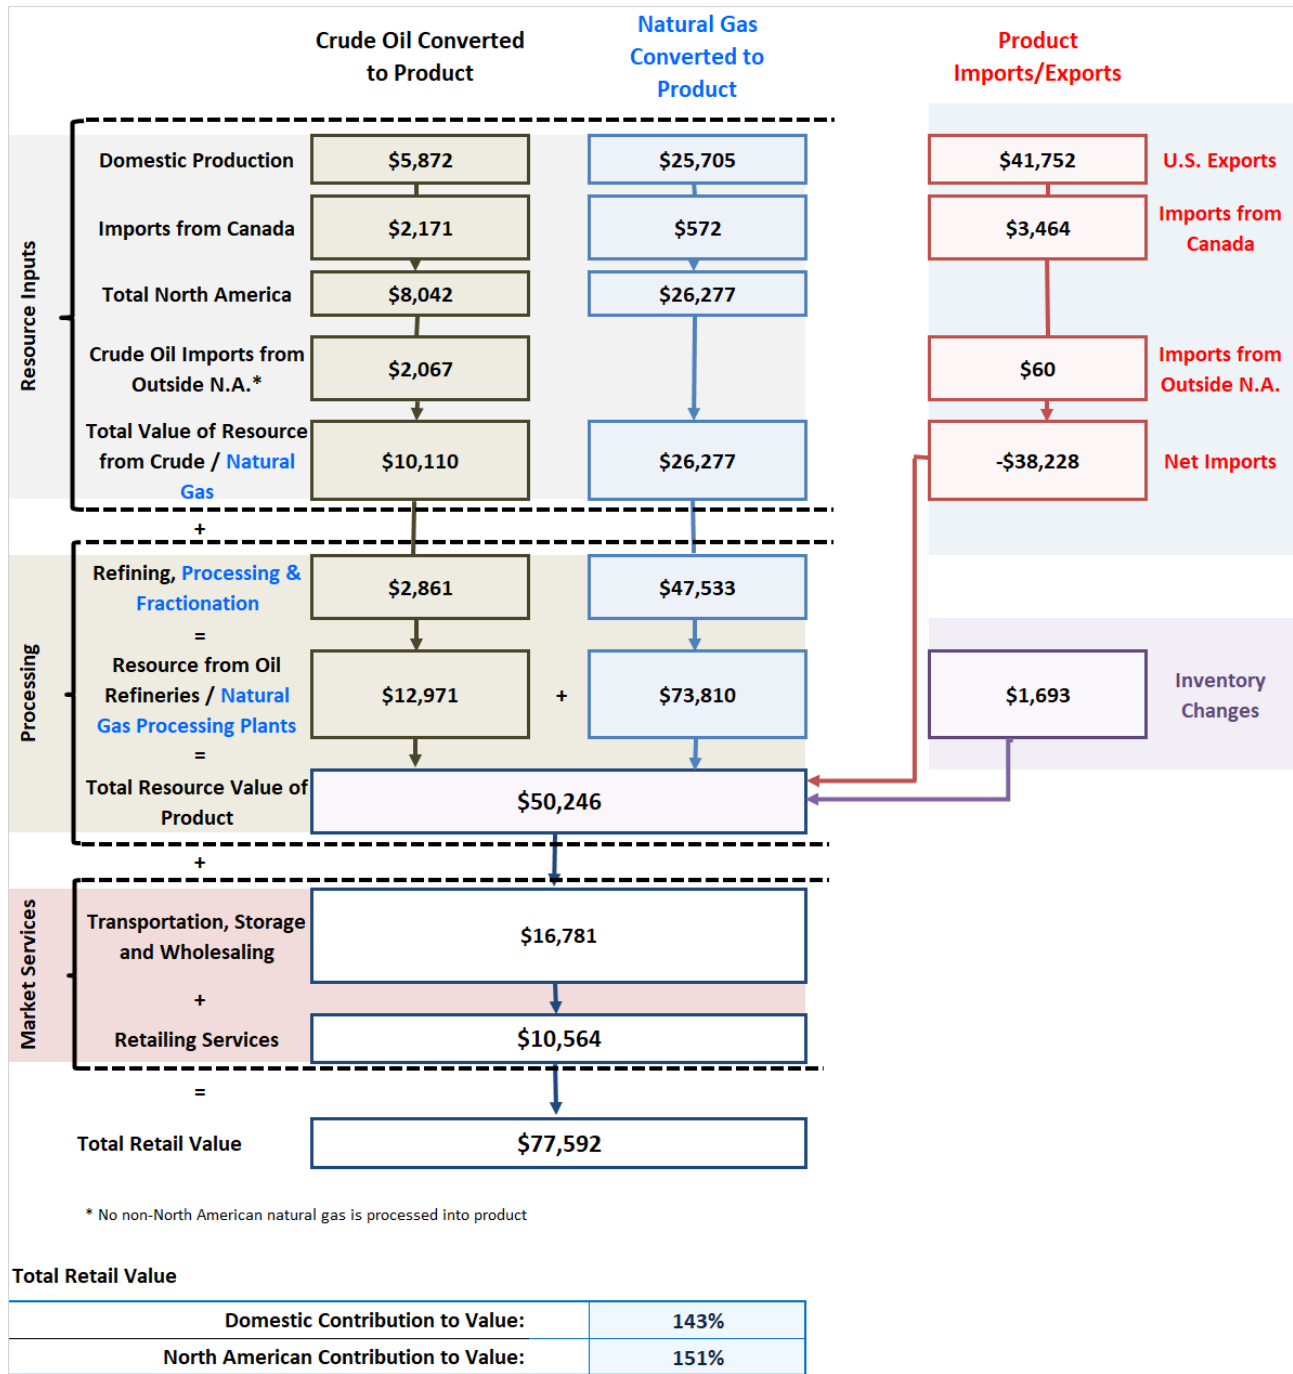 Crude Oil Converted
to Product
Natural Gas
Converted to
Product
Product
Imports/Exports
Resource Inputs
Domestic Production
$5,872
$25,705
$41,752
U.S. Exports
Imports from Canada
$2,171
$572
$3,464
Imports from
Canada
Total North America
$8,042
$26,277
Crude Oil Imports from
Outside N.A.*
$2,067
$60
Imports from
Outside N.A.
Total Value of Resource
from Crude / Natural
Gas
$10,110
$26,277
-$38,228
Net Imports
+
Processing
Refining, Processing &
Fractionation
$2,861
$47,533
=
Resource from Oil
Refineries / Natural
Gas Processing Plants
$12,971
+
$73,810
$1,693
Inventory
Changes
=
Total Resource Value of
Product
$50,246
+
Market Services
Transportation, Storage
and Wholesaling
$16,781
+
Retailing Services
$10,564
=
Total Retail Value
$77,592
* No non-North American natural gas is processed into product
Total Retail Value
Domestic Contribution to Value:
143%
North American Contribution to Value:
151%